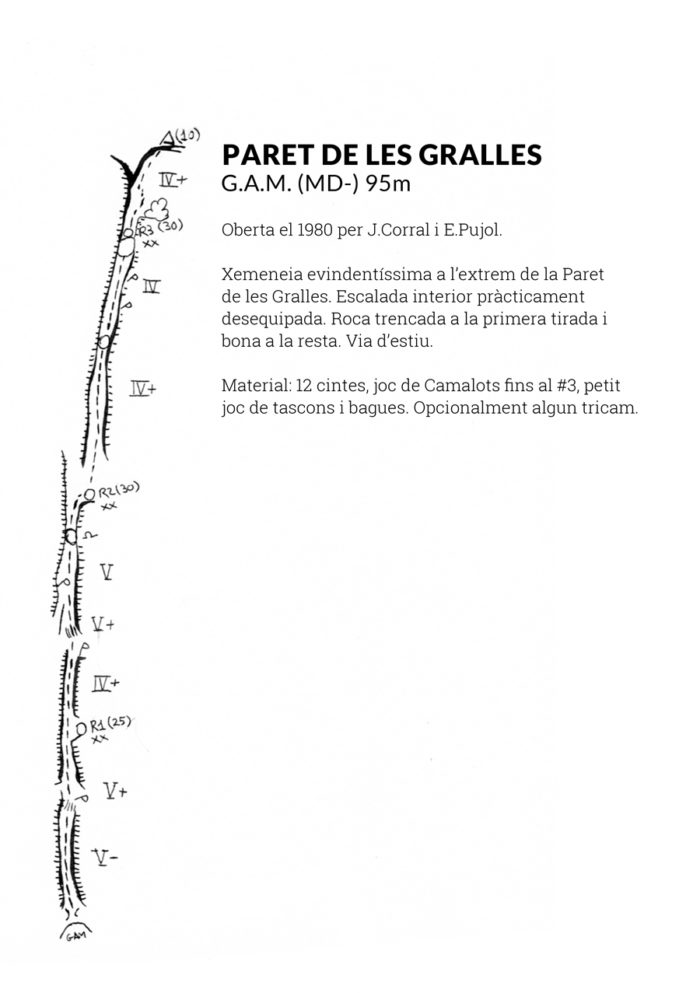 (10)
PARET DE LES GRALLES
G.A.M. (MD-) 95m
IV+
R3 (30)
xx
Oberta el 1980 per J.Corral i E.Pujol.
Xemeneia evindentíssima a l'extrem de la Paret
de les Gralles. Escalada interior pràcticament
desequipada. Roca trencada a la primera tirada i
bona a la resta. Via d'estiu.
IV
Material: 12 cintes, joc de Camalots fins al #3, petit
joc de tascons i bagues. Opcionalment algun tricam.
IV+
R2(30)
xx
V
V+
IV+
R1(25)
xx
V+
V-
GAM